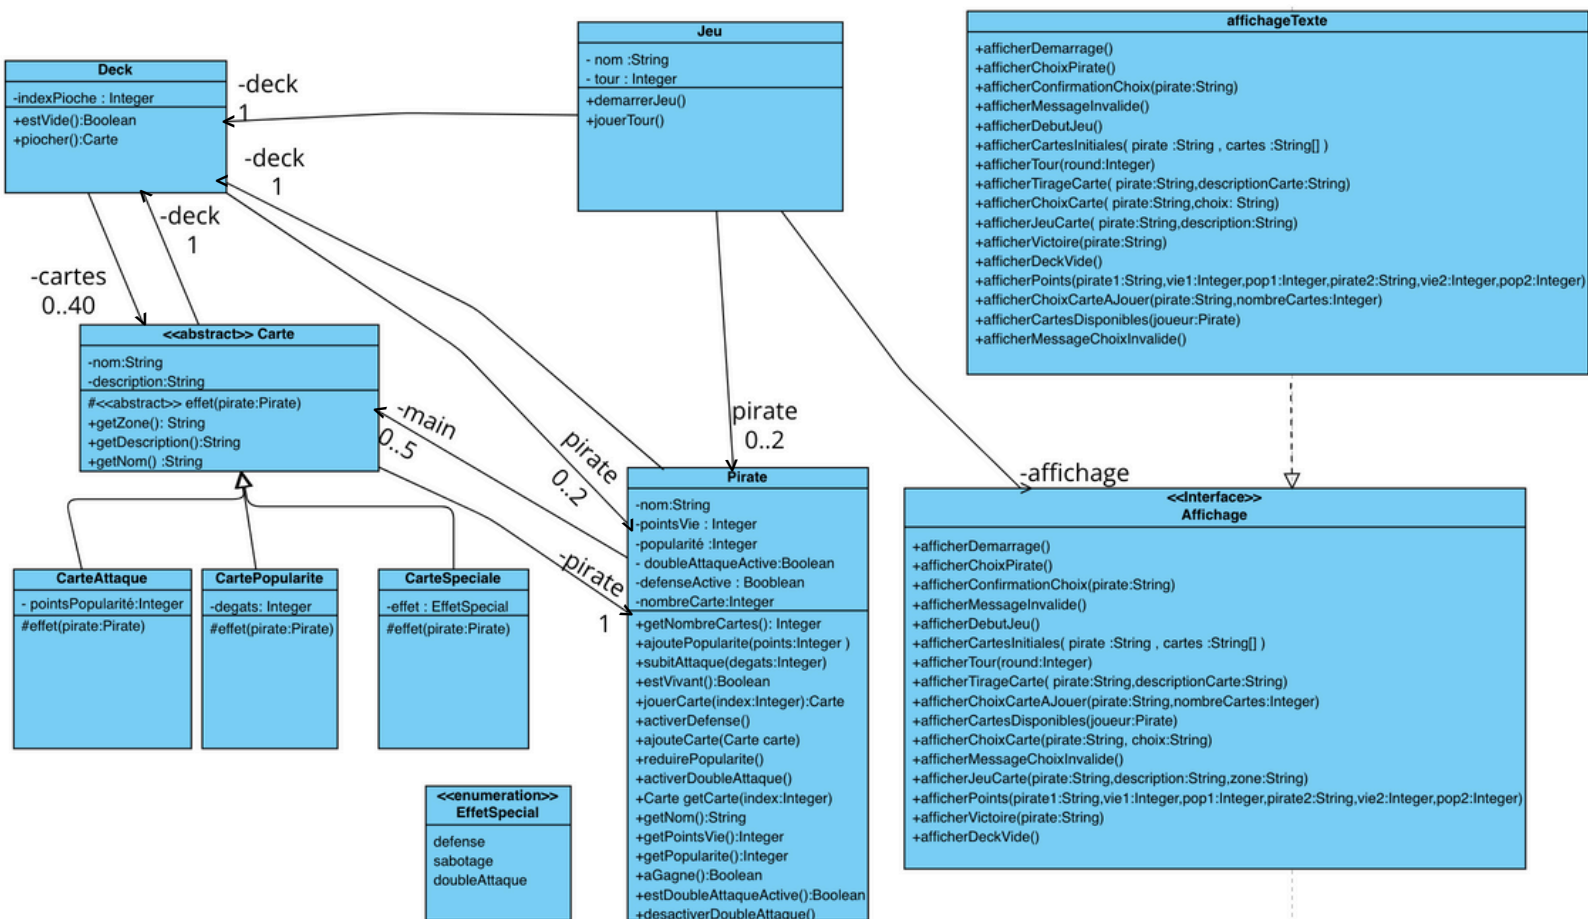 Deck
-indexPioche : Integer
+estVide():Boolean
+piocher():Carte
-deck
1
-deck
1
-deck
1
-cartes
0..40
Jeu
- nom :String
- tour : Integer
+demarrerJeu()
+jouerTour()
affichageTexte
+afficherDemarrage()
+afficherChoixPirate()
+afficherConfirmationChoix(pirate:String)
+afficherMessageInvalide()
+afficherDebutJeu()
+afficherCartesInitiales( pirate :String , cartes :String[] )
+afficherTour(round:Integer)
+afficherTirageCarte( pirate:String,descriptionCarte:String)
+afficherChoixCarte( pirate:String,choix: String)
+afficherJeuCarte( pirate:String,description:String)
+afficherVictoire(pirate:String)
+afficherDeckVide()
+afficherPoints(pirate1:String,vie1:Integer,pop1:Integer,pirate2:String,vie2:Integer,pop2:Integer)
+afficherChoixCarteAJouer(pirate:String,nombreCartes:Integer)
+afficherCartesDisponibles(joueur:Pirate)
+afficherMessageChoixInvalide()
<<abstract>> Carte
-nom:String
-description:String
#<<abstract>> effet(pirate:Pirate)
+getZone(): String
+getDescription():String
+getNom() :String
-main
0..5
pirate
0..2
pirate
0..2
-pirate
1
-affichage
CarteAttaque
- pointsPopularité:Integer
#effet(pirate:Pirate)
CartePopularite
-degats: Integer
#effet(pirate:Pirate)
CarteSpeciale
-effet : EffetSpecial
#effet(pirate:Pirate)
<<enumeration>>
EffetSpecial
defense
sabotage
doubleAttaque
Pirate
-nom:String
-pointsVie : Integer
-popularité :Integer
- doubleAttaqueActive:Boolean
-defenseActive : Booblean
-nombreCarte:Integer
+getNombreCartes(): Integer
+ajoutePopularite(points:Integer )
+subitAttaque(degats:Integer)
+estVivant():Boolean
+jouerCarte(index:Integer):Carte
+activerDefense()
+ajouteCarte(Carte carte)
+reduirePopularite()
+activerDoubleAttaque()
+Carte getCarte(index:Integer)
+getNom():String
+getPointsVie():Integer
+getPopularite():Integer
+aGagne():Boolean
+estDoubleAttaqueActive():Boolean
+desactiverDoubleAttaque()
<<Interface>>
Affichage
+afficherDemarrage()
+afficherChoixPirate()
+afficherConfirmationChoix(pirate:String)
+afficherMessageInvalide()
+afficherDebutJeu()
+afficherCartesInitiales( pirate :String , cartes :String[] )
+afficherTour(round:Integer)
+afficherTirageCarte( pirate:String,descriptionCarte:String)
+afficherChoixCarteAJouer(pirate:String,nombreCartes:Integer)
+afficherCartesDisponibles(joueur:Pirate)
+afficherChoixCarte(pirate:String, choix:String)
+afficherMessageChoixInvalide()
+afficherJeuCarte(pirate:String,description:String,zone:String)
+afficherPoints(pirate1:String,vie1:Integer,pop1:Integer,pirate2:String,vie2:Integer,pop2:Integer)
+afficherVictoire(pirate:String)
+afficherDeckVide()